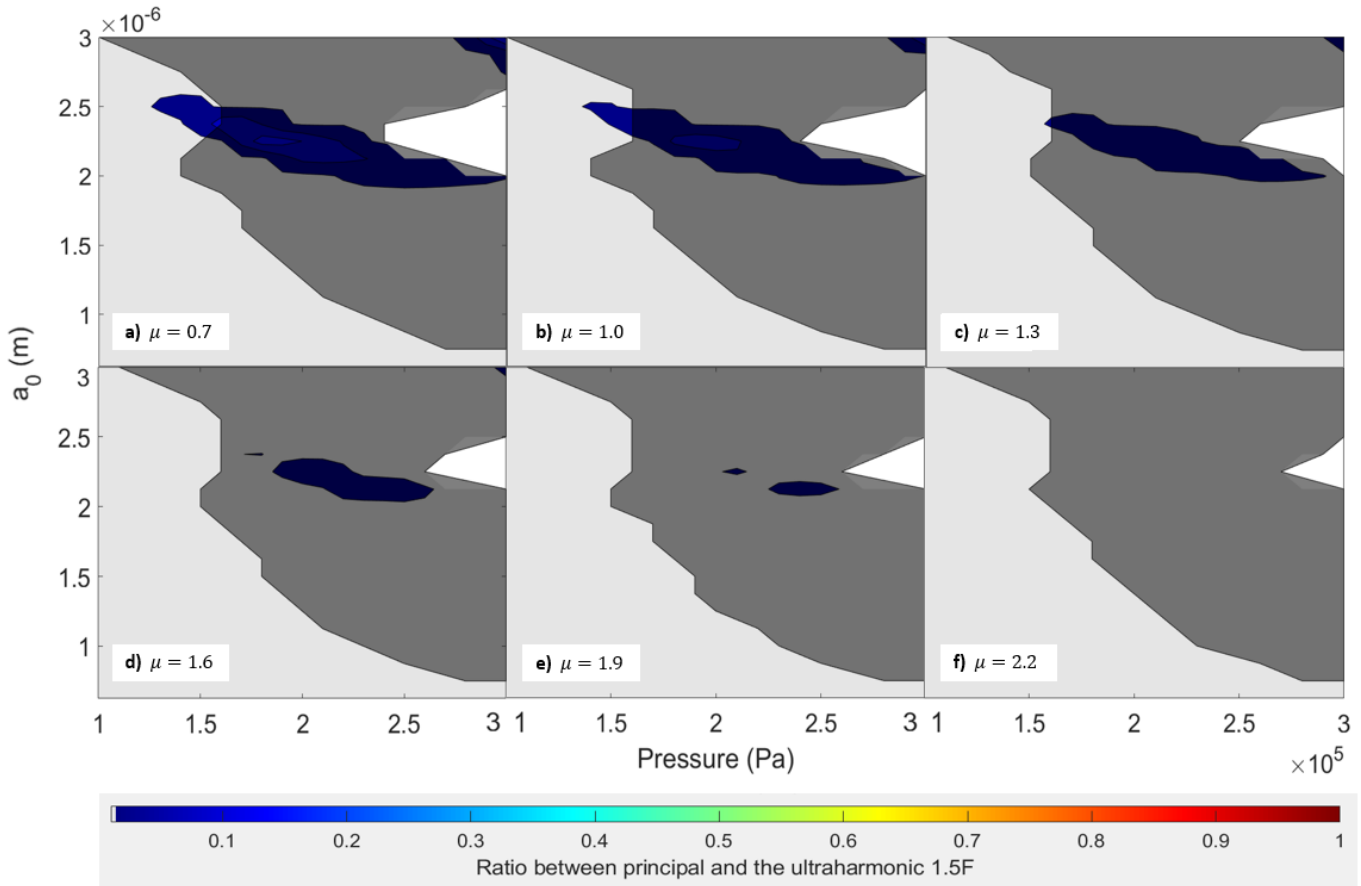 ×10⁻⁶
3
2.5
2
1.5
1
a) μ = 0.7
b) μ = 1.0
c) μ = 1.3
a₀ (m)
3
2.5
2
1.5
1
d) μ = 1.6
e) μ = 1.9
f) μ = 2.2
1 1.5 2 2.5 3 1 1.5 2 2.5 3 1 1.5 2 2.5 3
Pressure (Pa)
×10⁵
0.1 0.2 0.3 0.4 0.5 0.6 0.7 0.8 0.9 1
Ratio between principal and the ultraharmonic 1.5F